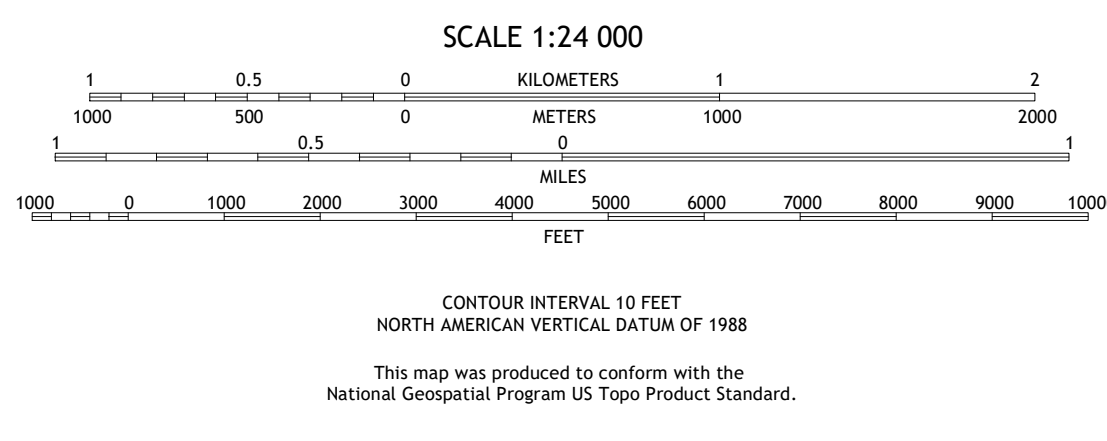 SCALE 1:24 000
1 0.5 0 KILOMETERS 1 2
1000 500 0 METERS 1000 2000
1 0.5 0 1
MILES
1000 0 1000 2000 3000 4000 5000 6000 7000 8000 9000 1000
FEET
CONTOUR INTERVAL 10 FEET
NORTH AMERICAN VERTICAL DATUM OF 1988
This map was produced to conform with the
National Geospatial Program US Topo Product Standard.